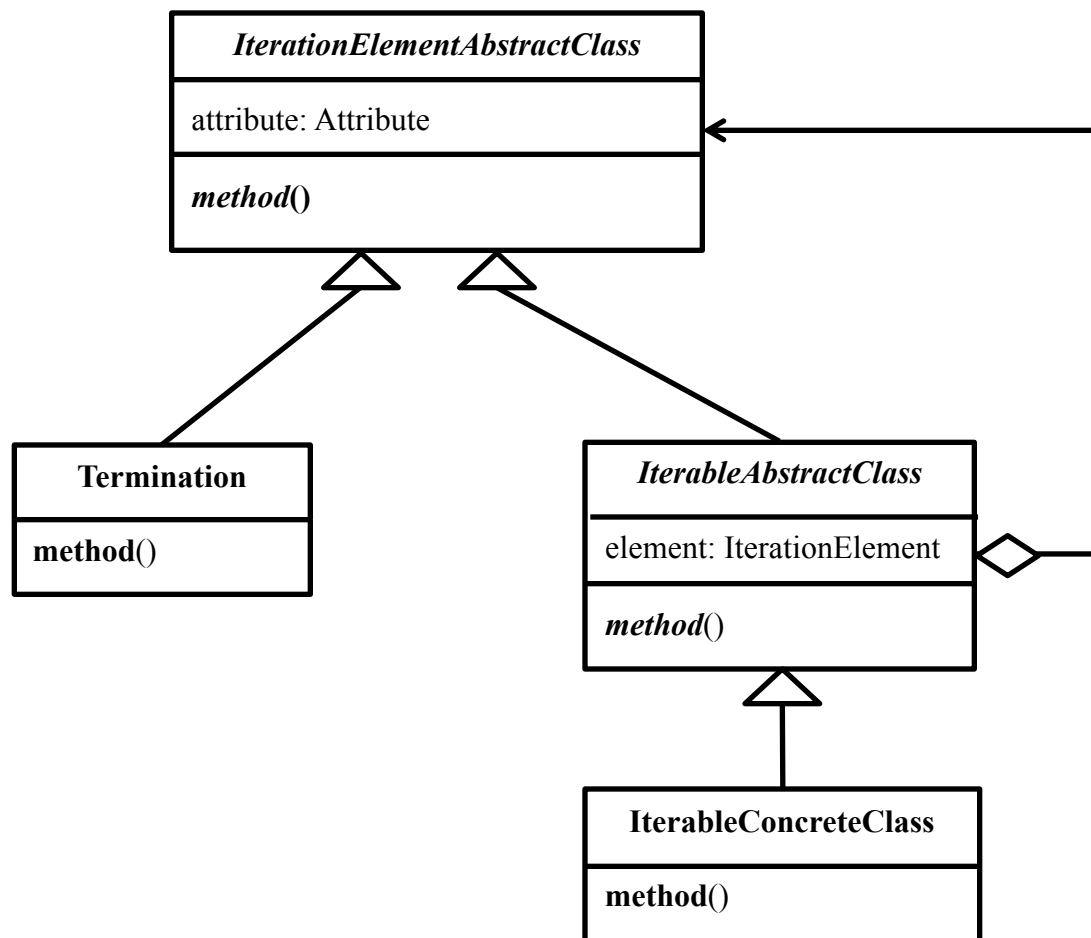 IterationElementAbstractClass
attribute: Attribute
method()
Termination
method()
IterableAbstractClass
element: IterationElement
method()
IterableConcreteClass
method()